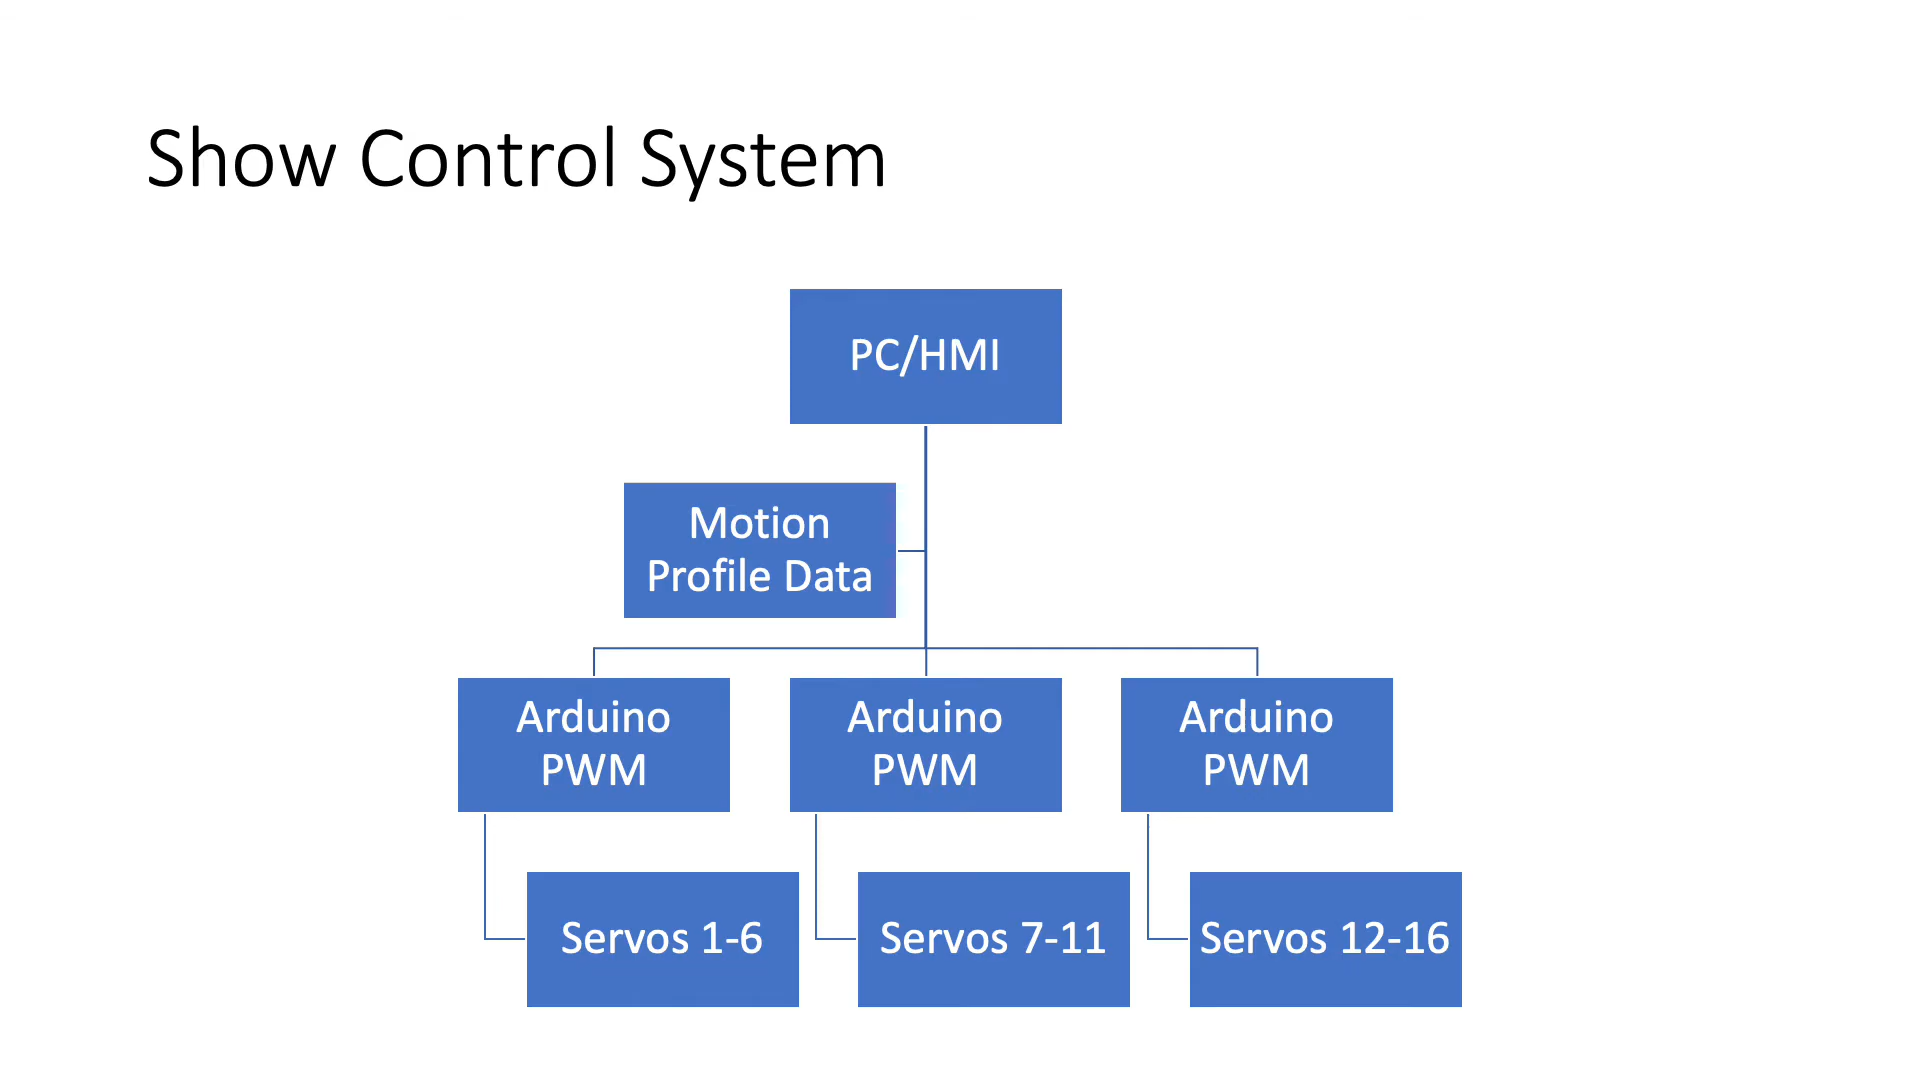 Show Control System
PC/HMI
Motion
Profile Data
Arduino
PWM
Arduino
PWM
Arduino
PWM
Servos 1-6
Servos 7-11
Servos 12-16